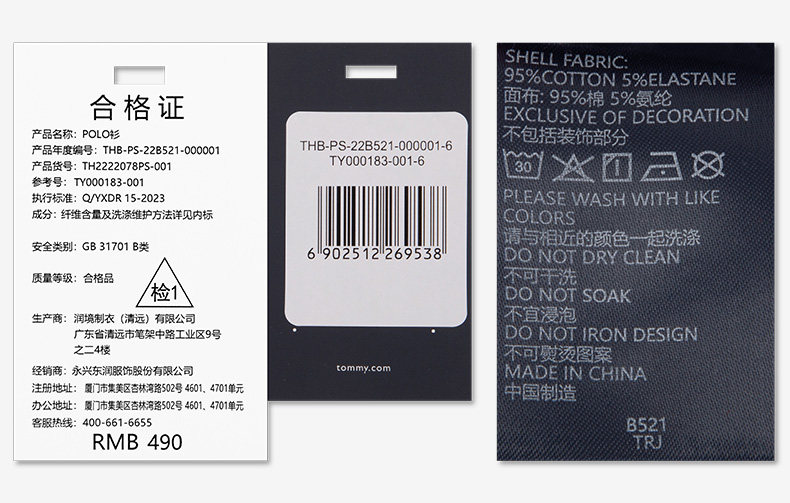 合格证
产品名称：POLO衫
产品年度编号：THB-PS-22B521-000001
产品货号：TH2222078PS-001
参考号：TY000183-001
执行标准：Q/YXDR 15-2023
成分：纤维含量及洗涤维护方法详见内标
安全类别：GB 31701 B类
质量等级：合格品
检1
生产商：润境制衣（清远）有限公司
广东省清远市笔架中路工业区9号
之二4楼
经销商：永兴东润服饰股份有限公司
注册地址：厦门市集美区杏林湾路502号 4601、4701单元
办公地址：厦门市集美区杏林湾路502号 4601、4701单元
客服热线：400-661-6655
RMB 490
THB-PS-22B521-000001-6
TY000183-001-6
6 902512 269538
tommy.com
SHELL FABRIC:
95%COTTON 5%ELASTANE
面布: 95%棉 5%氨纶
EXCLUSIVE OF DECORATION
不包括装饰部分
30
PLEASE WASH WITH LIKE
COLORS
请与相近的颜色一起洗涤
DO NOT DRY CLEAN
不可干洗
DO NOT SOAK
不宜浸泡
DO NOT IRON DESIGN
不可熨烫图案
MADE IN CHINA
中国制造
B521
TRJ